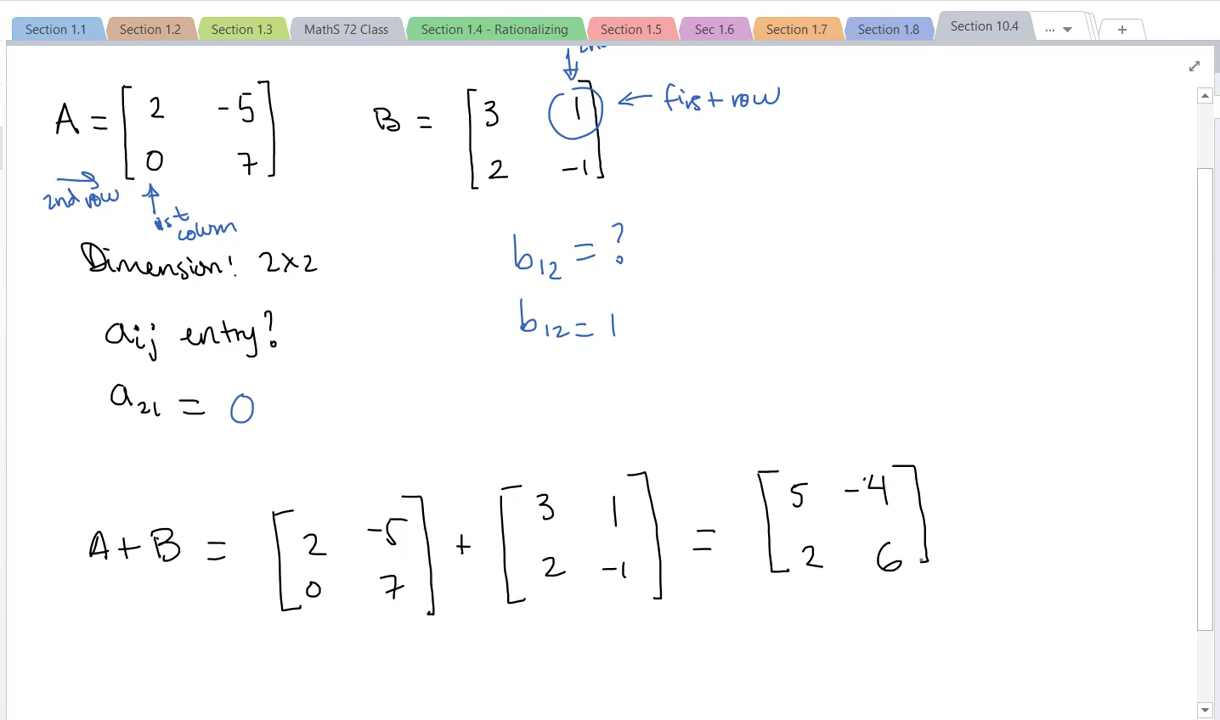 Section 1.1 Section 1.2 Section 1.3 MathS 72 Class Section 1.4 - Rationalizing Section 1.5 Sec 1.6 Section 1.7 Section 1.8 Section 10.4 ... +
A = [ 2 -5
0 7 ]
B = [ 3 1
2 -1 ]
← first row
2nd row
1st
column
Dimension: 2×2
b12 = ?
aij entry?
b12 = 1
a21 = 0
A+B = [ 2 -5
0 7 ] + [ 3 1
2 -1 ] = [ 5 -4
2 6 ]